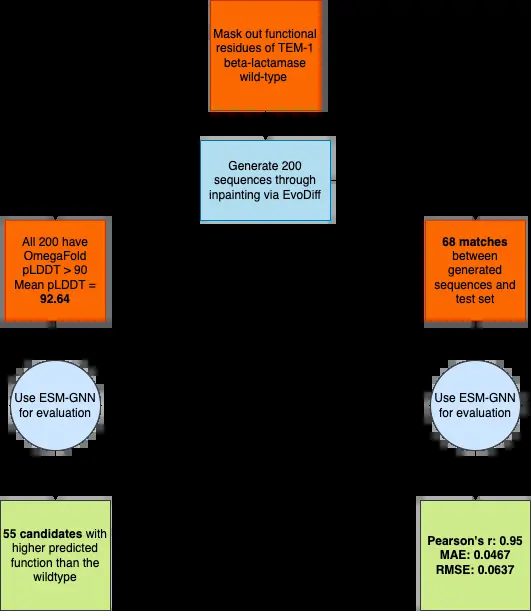 Mask out functional
residues of TEM-1
beta-lactamase
wild-type
Generate 200
sequences through
inpainting via EvoDiff
All 200 have
OmegaFold
pLDDT > 90
Mean pLDDT =
92.64
68 matches
between
generated
sequences and
test set
Use ESM-GNN
for evaluation
Use ESM-GNN
for evaluation
55 candidates with
higher predicted
function than the
wildtype
Pearson's r: 0.95
MAE: 0.0467
RMSE: 0.0637